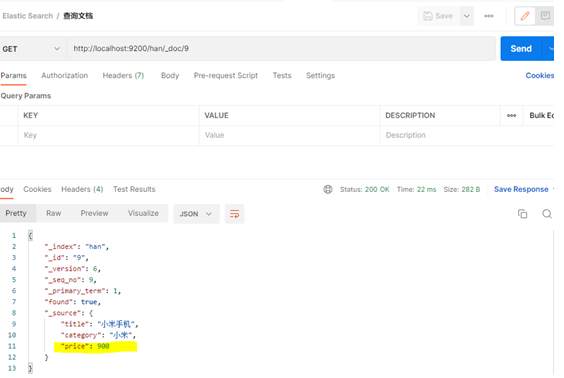 Elastic Search / 查询文档
Save
GET http://localhost:9200/han/_doc/9 Send
Params Authorization Headers (7) Body Pre-request Script Tests Settings Cookies
Query Params
KEY VALUE DESCRIPTION Bulk Ec
Key Value Description
ody Cookies Headers (4) Test Results Status: 200 OK Time: 22 ms Size: 282 B Save Response
Pretty Raw Preview Visualize JSON
1 {
2 "_index": "han",
3 "_id": "9",
4 "_version": 6,
5 "_seq_no": 9,
6 "_primary_term": 1,
7 "found": true,
8 "_source": {
9 "title": "小米手机",
10 "category": "小米",
11 "price": 900
12 }
13 }